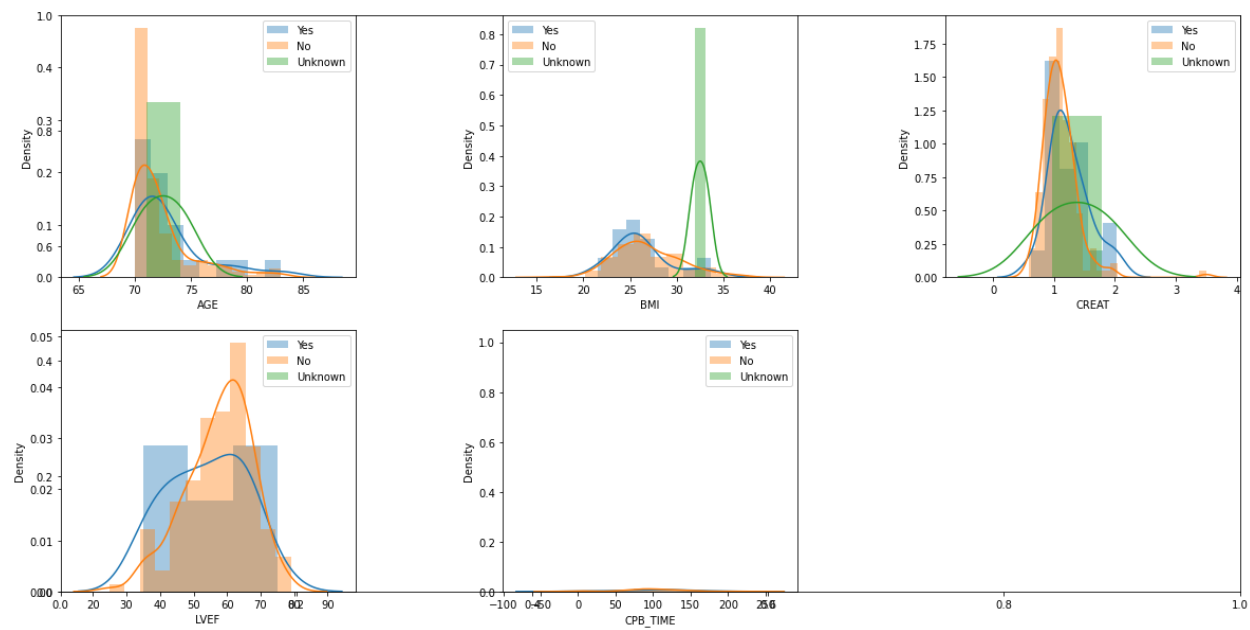 1.0
0.4
0.3
0.8
0.2
0.1
0.6
0.0
Density
Yes
No
Unknown
65 70 75 80 85
AGE
0.8
0.7
0.6
0.5
0.4
0.3
0.2
0.1
0.0
Density
Yes
No
Unknown
15 20 25 30 35 40
BMI
1.75
1.50
1.25
1.00
0.75
0.50
0.25
0.00
Density
Yes
No
Unknown
0 1 2 3 4
CREAT
0.05
0.4
0.04
0.03
0.2
0.02
0.01
Density
Yes
No
Unknown
0.0 10 20 30 40 50 60 70 90
LVEF
1.0
0.8
0.6
0.4
0.2
0.0
Density
Yes
No
Unknown
−100 0 50 100 150 200
CPB_TIME
0.8 1.0